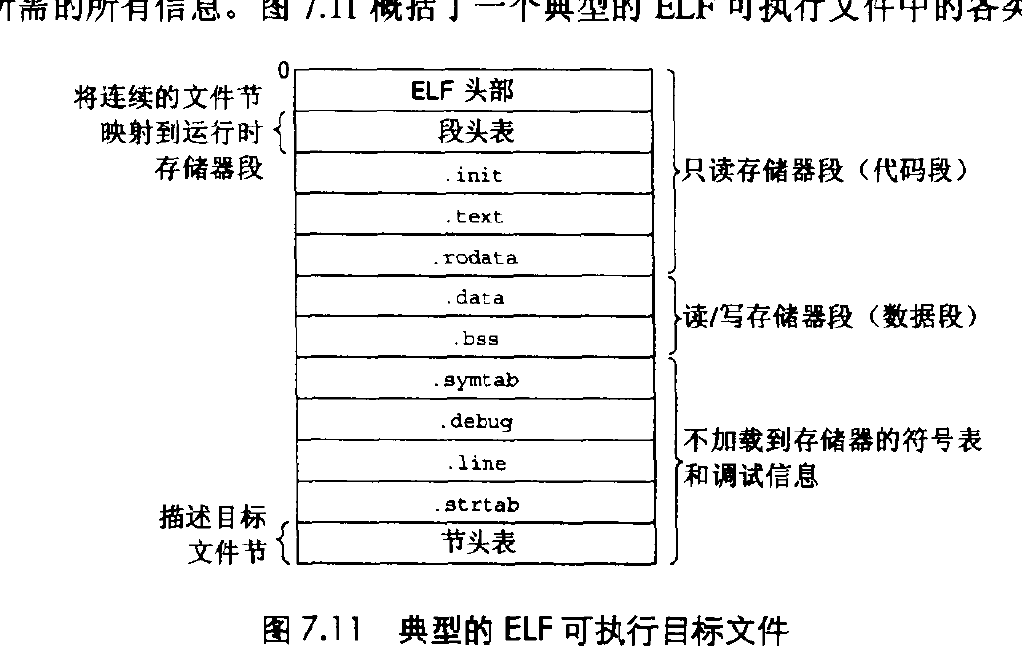 所需的所有信息。图 7.11 概括了一个典型的 ELF 可执行文件中的各类
0
ELF 头部
将连续的文件节
映射到运行时
存储器段
段头表
.init
.text
.rodata
只读存储器段（代码段）
.data
.bss
读/写存储器段（数据段）
.symtab
.debug
.line
.strtab
不加载到存储器的符号表
和调试信息
描述目标
文件节
节头表
图 7.11 典型的 ELF 可执行目标文件